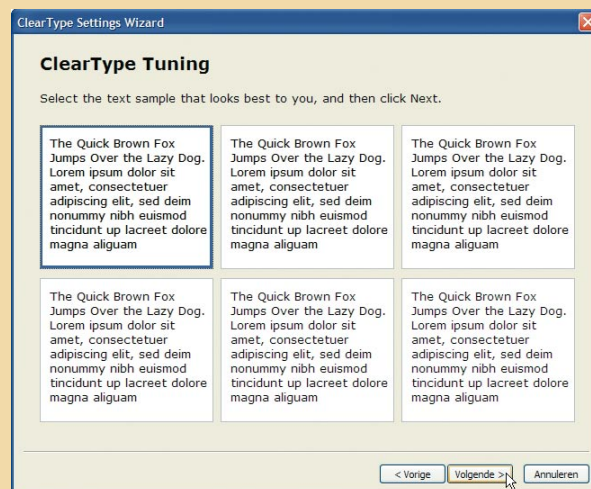 ClearType Settings Wizard
ClearType Tuning
Select the text sample that looks best to you, and then click Next.
The Quick Brown Fox
Jumps Over the Lazy Dog.
Lorem ipsum dolor sit
amet, consectetuer
adipiscing elit, sed deim
nonummy nibh euismod
tincidunt up lacreet dolore
magna aliguam
The Quick Brown Fox
Jumps Over the Lazy Dog.
Lorem ipsum dolor sit
amet, consectetuer
adipiscing elit, sed deim
nonummy nibh euismod
tincidunt up lacreet dolore
magna aliguam
The Quick Brown Fox
Jumps Over the Lazy Dog.
Lorem ipsum dolor sit
amet, consectetuer
adipiscing elit, sed deim
nonummy nibh euismod
tincidunt up lacreet dolore
magna aliguam
The Quick Brown Fox
Jumps Over the Lazy Dog.
Lorem ipsum dolor sit
amet, consectetuer
adipiscing elit, sed deim
nonummy nibh euismod
tincidunt up lacreet dolore
magna aliguam
The Quick Brown Fox
Jumps Over the Lazy Dog.
Lorem ipsum dolor sit
amet, consectetuer
adipiscing elit, sed deim
nonummy nibh euismod
tincidunt up lacreet dolore
magna aliguam
The Quick Brown Fox
Jumps Over the Lazy Dog.
Lorem ipsum dolor sit
amet, consectetuer
adipiscing elit, sed deim
nonummy nibh euismod
tincidunt up lacreet dolore
magna aliguam
< Vorige Volgende > Annuleren